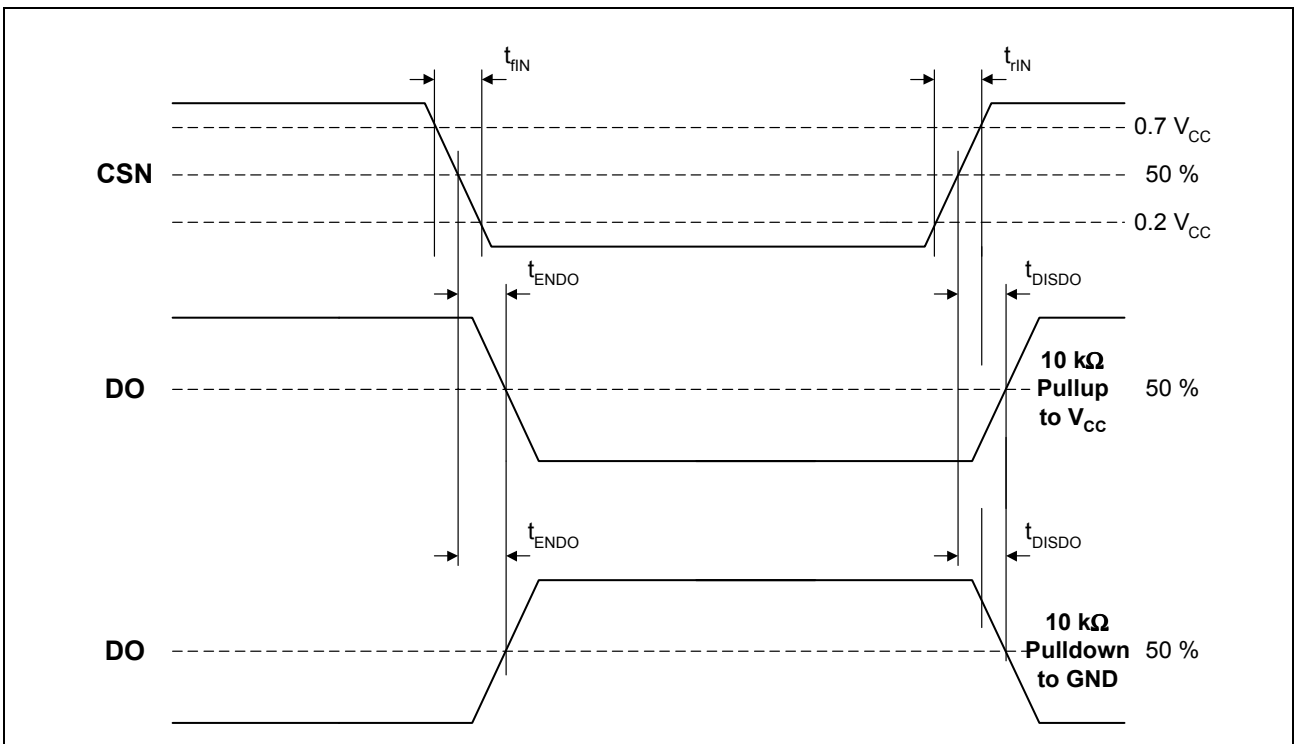 t_fIN
t_rIN
0.7 V_CC
CSN
50 %
0.2 V_CC
t_ENDO
t_DISDO
10 kΩ
DO
Pullup
50 %
to V_CC
t_ENDO
t_DISDO
10 kΩ
DO
Pulldown
50 %
to GND